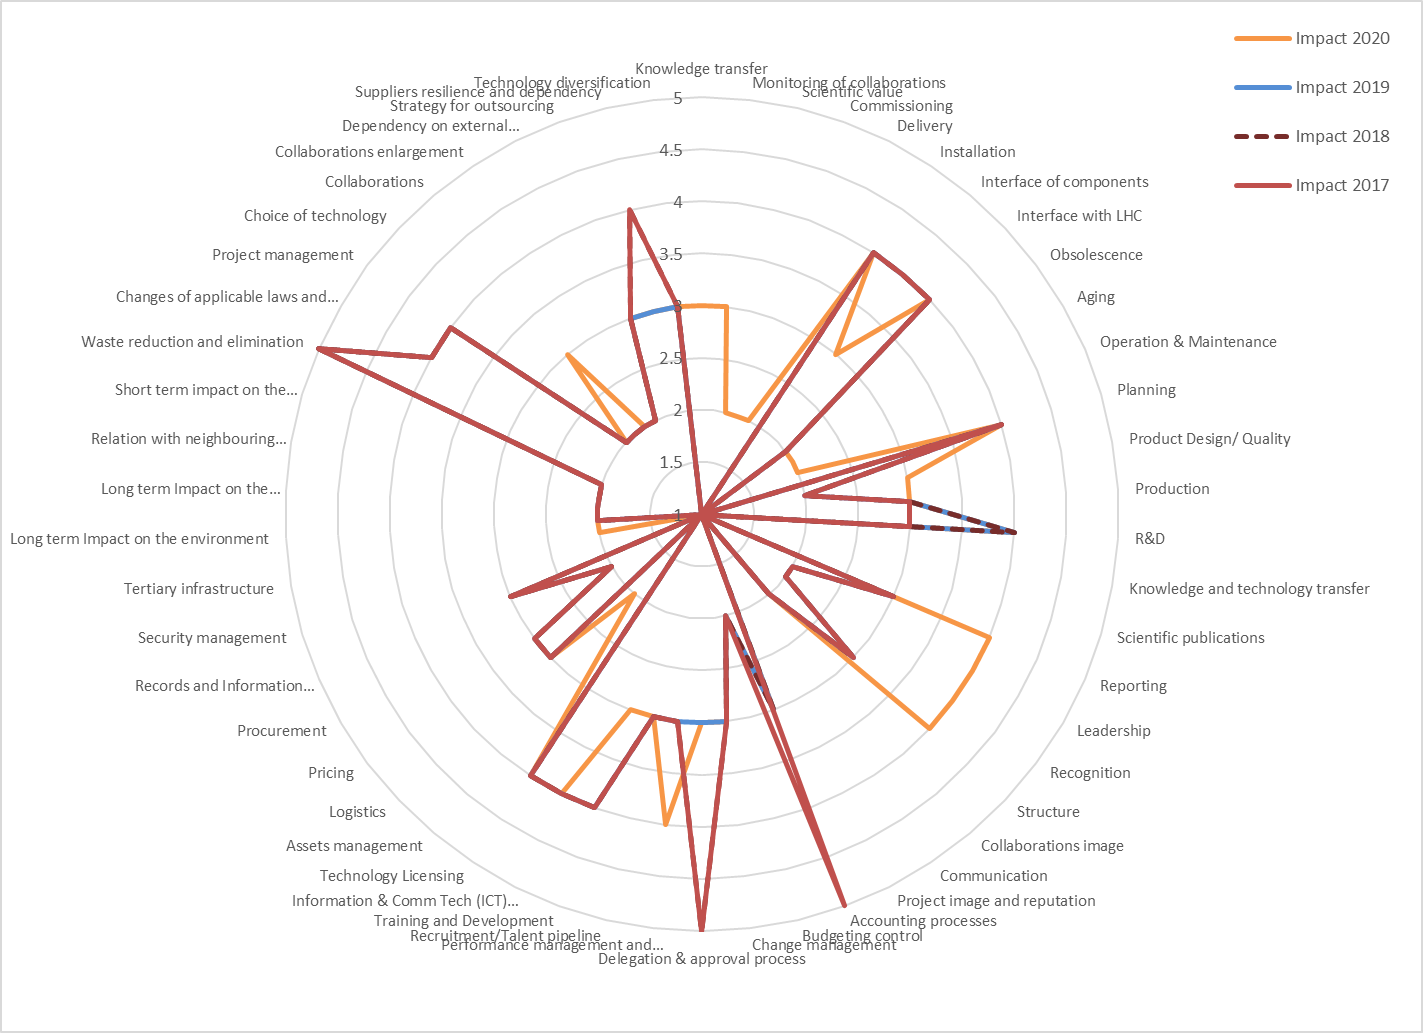 Impact 2020
Impact 2019
Impact 2018
Impact 2017
Knowledge transfer
Monitoring of collaborations
Scientific value
Commissioning
Delivery
Installation
Interface of components
Interface with LHC
Obsolescence
Aging
Operation & Maintenance
Planning
Product Design/ Quality
Production
R&D
Knowledge and technology transfer
Scientific publications
Reporting
Leadership
Recognition
Structure
Collaborations image
Communication
Project image and reputation
Accounting processes
Budgeting control
Change management
Delegation & approval process
Performance management and...
Recruitment/Talent pipeline
Training and Development
Information & Comm Tech (ICT)...
Technology Licensing
Assets management
Logistics
Pricing
Procurement
Records and Information...
Security management
Tertiary infrastructure
Long term Impact on the environment
Long term Impact on the...
Relation with neighbouring...
Short term impact on the...
Waste reduction and elimination
Changes of applicable laws and...
Project management
Choice of technology
Collaborations
Collaborations enlargement
Dependency on external...
Strategy for outsourcing
Suppliers resilience and dependency
Technology diversification
5
4.5
4
3.5
3
2.5
2
1.5
1